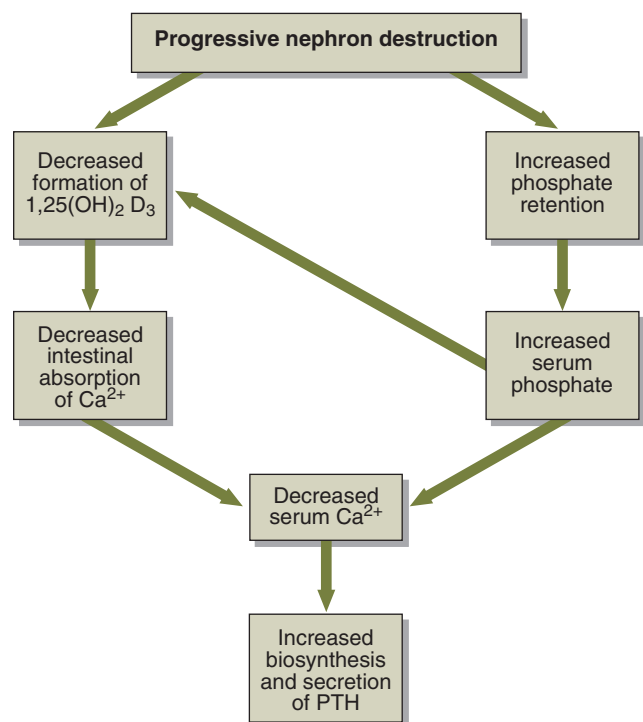 Progressive nephron destruction
Decreased
formation of
1,25(OH)₂ D₃
Increased
phosphate
retention
Decreased
intestinal
absorption
of Ca²⁺
Increased
serum
phosphate
Decreased
serum Ca²⁺
Increased
biosynthesis
and secretion
of PTH